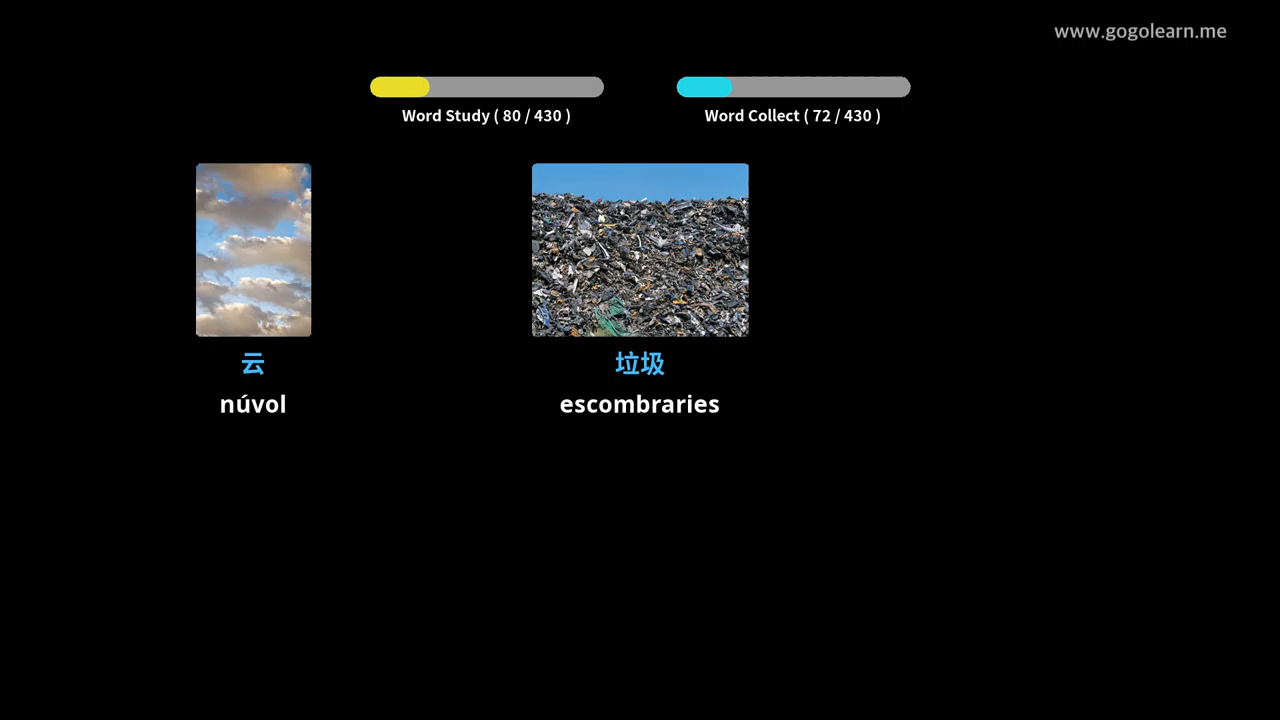 www.gogolearn.me
Word Study ( 80 / 430 )
Word Collect ( 72 / 430 )
云
垃圾
núvol
escombraries